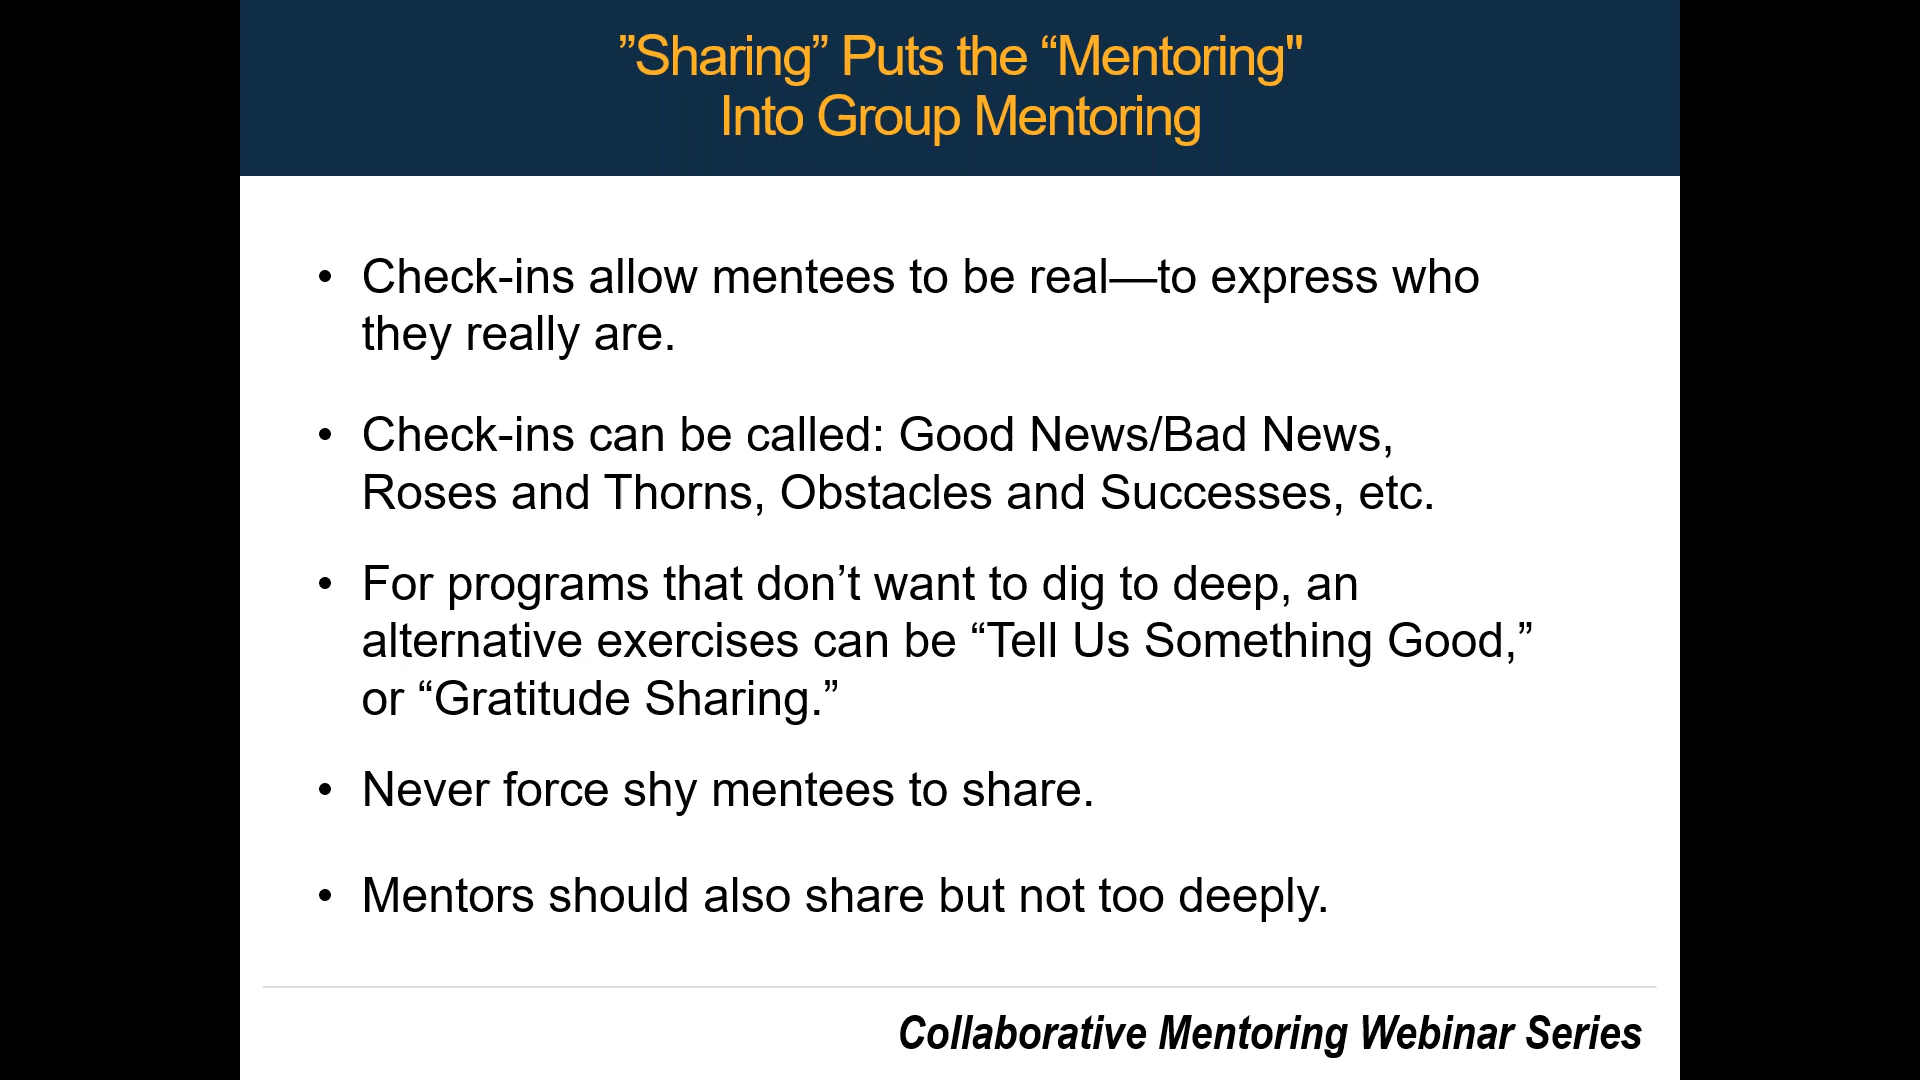 ”Sharing” Puts the “Mentoring"
Into Group Mentoring
• Check-ins allow mentees to be real—to express who
they really are.
• Check-ins can be called: Good News/Bad News,
Roses and Thorns, Obstacles and Successes, etc.
• For programs that don’t want to dig to deep, an
alternative exercises can be “Tell Us Something Good,”
or “Gratitude Sharing.”
• Never force shy mentees to share.
• Mentors should also share but not too deeply.
Collaborative Mentoring Webinar Series